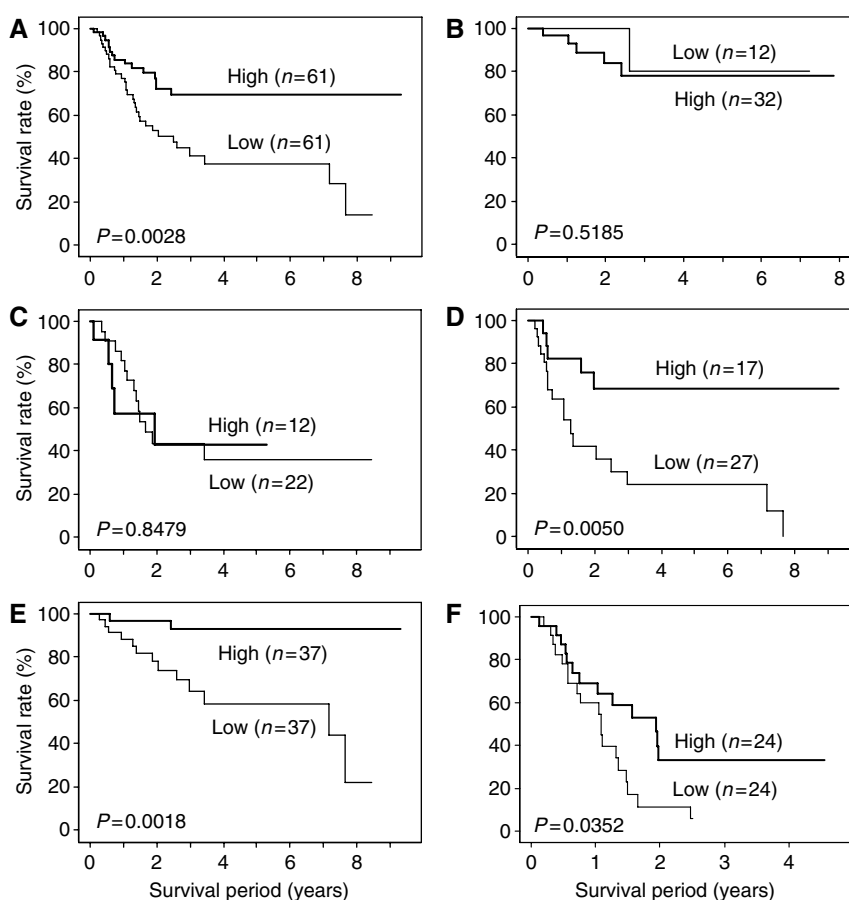 A
Survival rate (%)
100
80
60
40
20
0
High (n=61)
Low (n=61)
P=0.0028
0 2 4 6 8
B
100
80
60
40
20
0
Low (n=12)
High (n=32)
P=0.5185
0 2 4 6 8
C
Survival rate (%)
100
80
60
40
20
0
High (n=12)
Low (n=22)
P=0.8479
0 2 4 6 8
D
100
80
60
40
20
0
High (n=17)
Low (n=27)
P=0.0050
0 2 4 6 8
E
Survival rate (%)
100
80
60
40
20
0
High (n=37)
Low (n=37)
P=0.0018
0 2 4 6 8
Survival period (years)
F
100
80
60
40
20
0
High (n=24)
Low (n=24)
P=0.0352
0 1 2 3 4
Survival period (years)